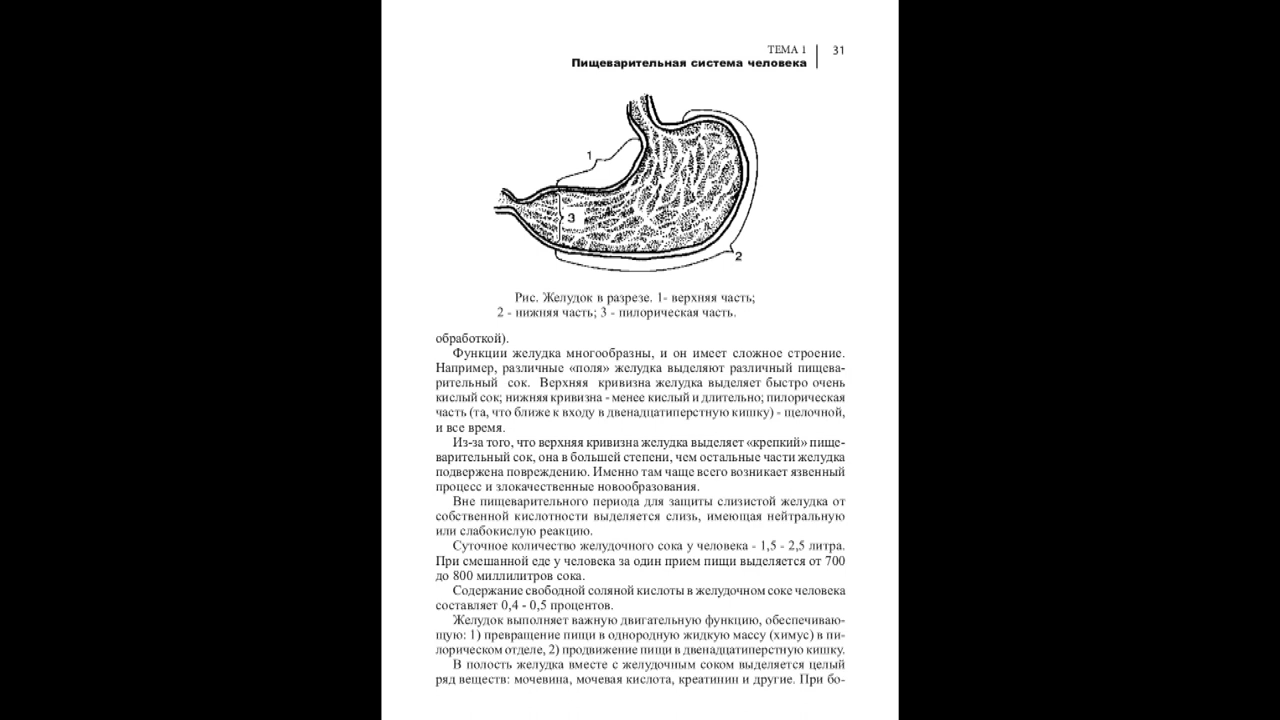 ТЕМА 1
31
Пищеварительная система человека
1
3
2
Рис. Желудок в разрезе. 1- верхняя часть;
2 - нижняя часть; 3 - пилорическая часть.
обработкой).
Функции желудка многообразны, и он имеет сложное строение.
Например, различные «поля» желудка выделяют различный пищева-
рительный сок. Верхняя кривизна желудка выделяет быстро очень
кислый сок; нижняя кривизна - менее кислый и длительно; пилорическая
часть (та, что ближе к входу в двенадцатиперстную кишку) - щелочной,
и все время.
Из-за того, что верхняя кривизна желудка выделяет «крепкий» пище-
варительный сок, она в большей степени, чем остальные части желудка
подвержена повреждению. Именно там чаще всего возникает язвенный
процесс и злокачественные новообразования.
Вне пищеварительного периода для защиты слизистой желудка от
собственной кислотности выделяется слизь, имеющая нейтральную
или слабокислую реакцию.
Суточное количество желудочного сока у человека - 1,5 - 2,5 литра.
При смешанной еде у человека за один прием пищи выделяется от 700
до 800 миллилитров сока.
Содержание свободной соляной кислоты в желудочном соке человека
составляет 0,4 - 0,5 процентов.
Желудок выполняет важную двигательную функцию, обеспечиваю-
щую: 1) превращение пищи в однородную жидкую массу (химус) в пи-
лорическом отделе, 2) продвижение пищи в двенадцатиперстную кишку.
В полость желудка вместе с желудочным соком выделяется целый
ряд веществ: мочевина, мочевая кислота, креатинин и другие. При бо-